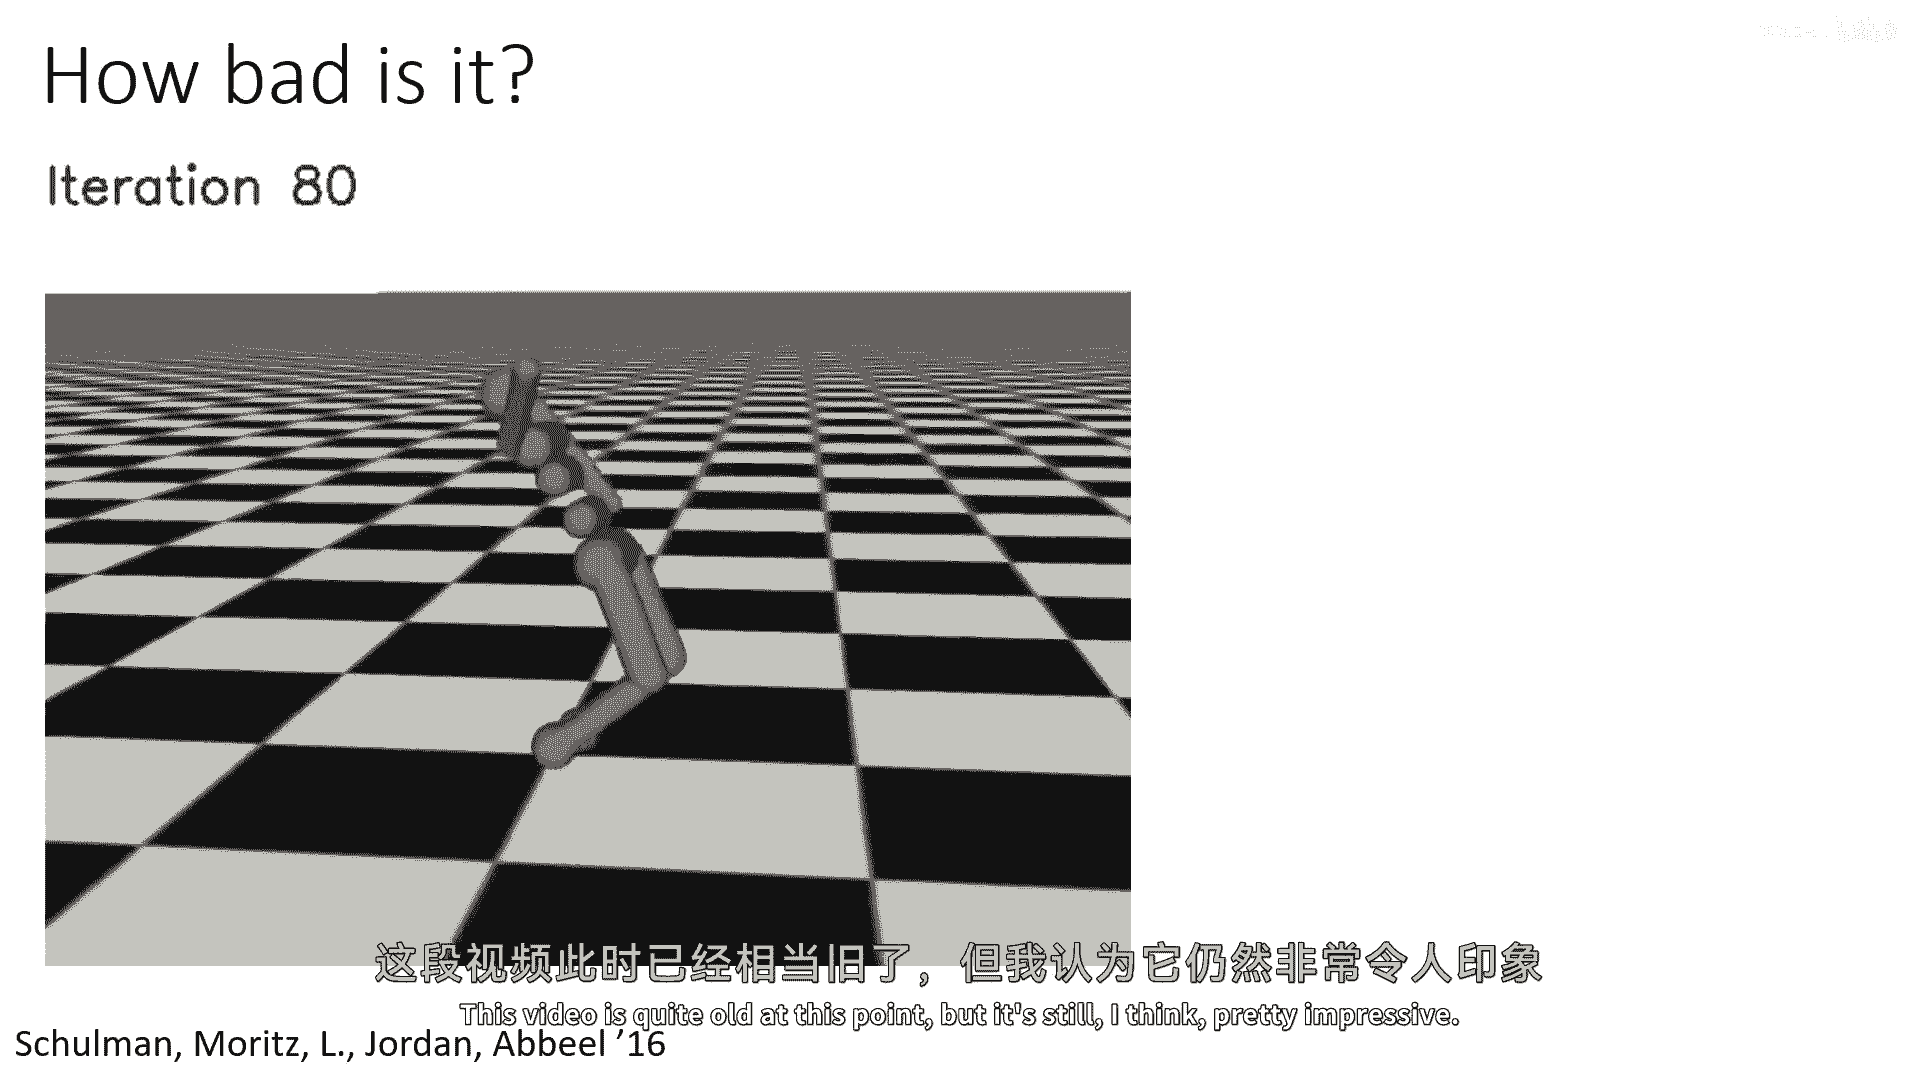 How bad is it?
Iteration 80
这段视频此时已经相当旧了，但我认为它仍然非常令人印象
This video is quite old at this point, but it's still, I think, pretty impressive.
Schulman, Moritz, L., Jordan, Abbeel ’16